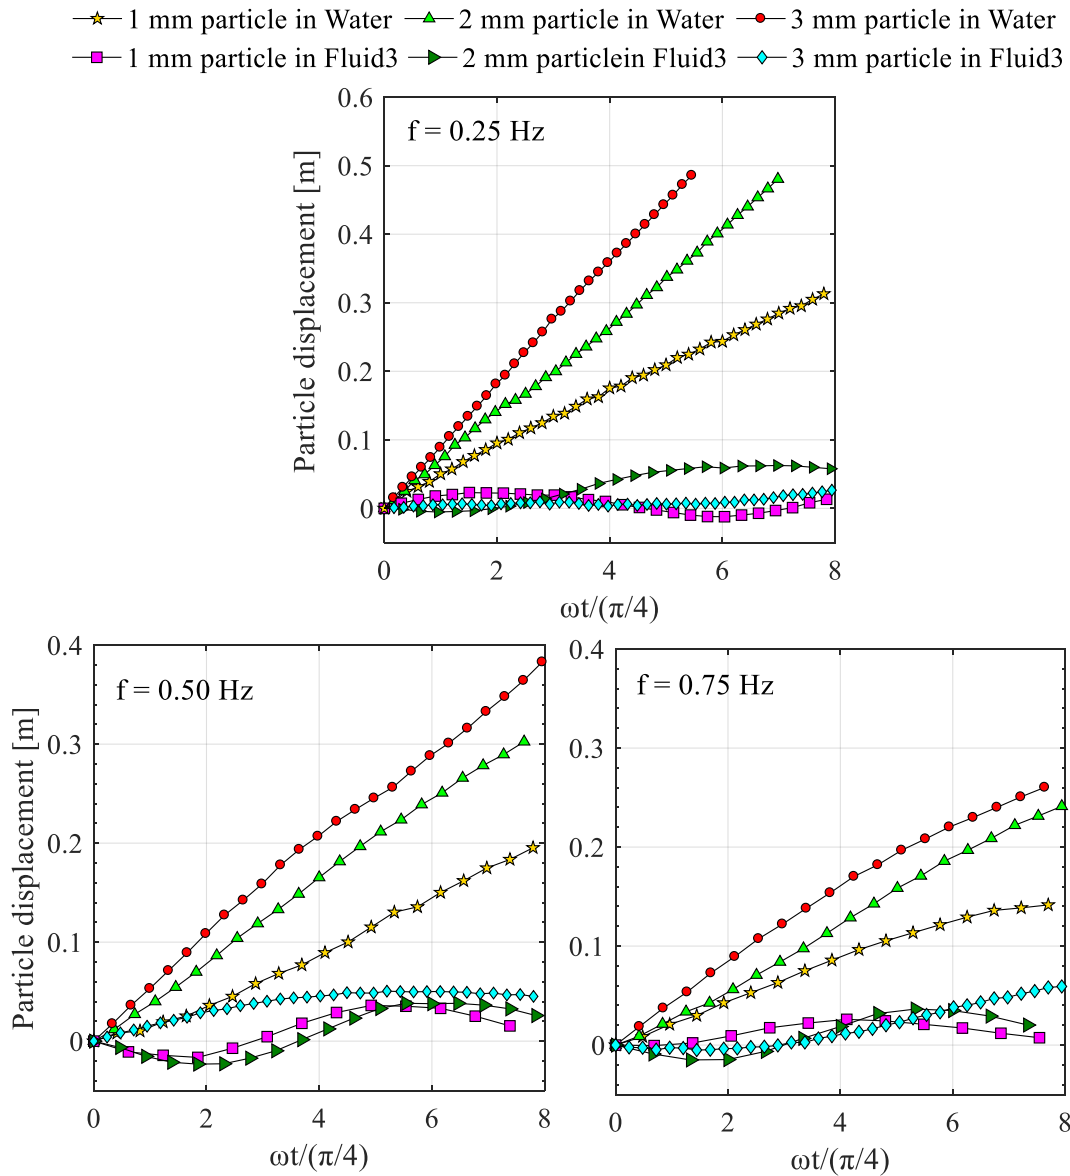 1 mm particle in Water 2 mm particle in Water 3 mm particle in Water
1 mm particle in Fluid3 2 mm particlein Fluid3 3 mm particle in Fluid3
0.6
f = 0.25 Hz
0.5
0.4
0.3
0.2
0.1
0
Particle displacement [m]
0 2 4 6 8
ωt/(π/4)
0.4
f = 0.50 Hz
0.3
0.2
0.1
0
Particle displacement [m]
0 2 4 6 8
ωt/(π/4)
0.4
f = 0.75 Hz
0.3
0.2
0.1
0
0 2 4 6 8
ωt/(π/4)